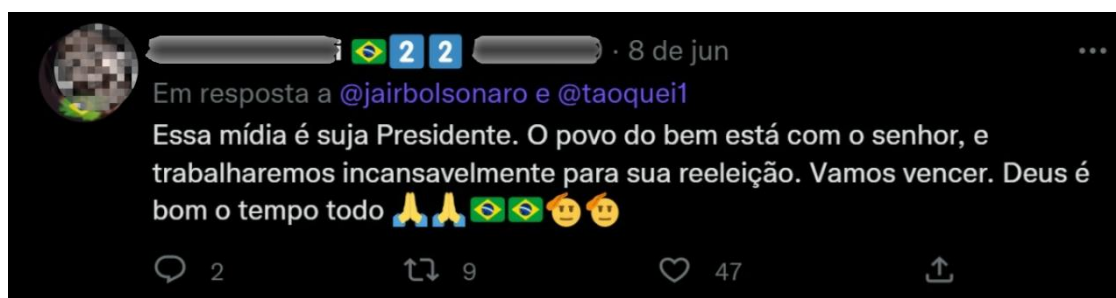 🇧🇷 2️⃣ 2️⃣ · 8 de jun
Em resposta a @jairbolsonaro e @taoquei1
Essa mídia é suja Presidente. O povo do bem está com o senhor, e
trabalharemos incansavelmente para sua reeleição. Vamos vencer. Deus é
bom o tempo todo 🙏🙏🇧🇷🇧🇷🫡🫡
2 9 47